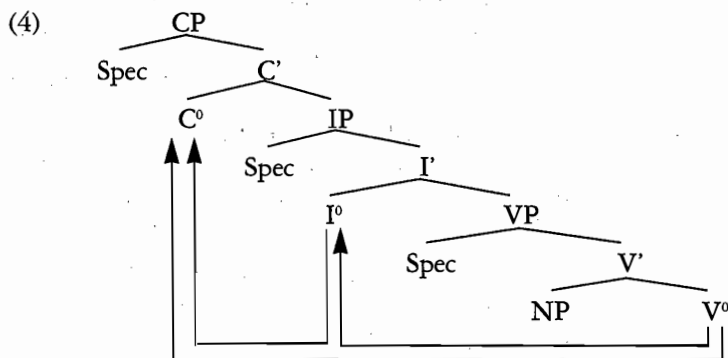 (4)
CP
Spec C'
C⁰ IP
Spec I'
I⁰ VP
Spec V'
NP V⁰